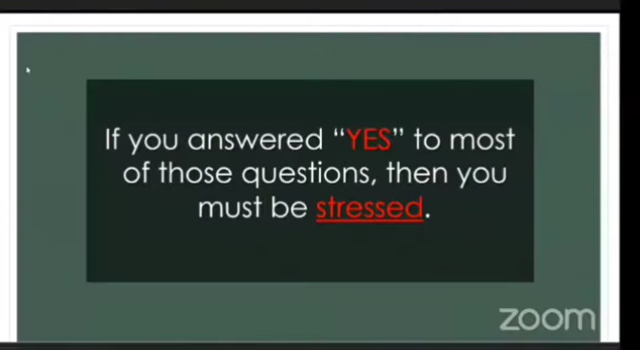 If you answered “YES” to most
of those questions, then you
must be stressed.
zoom